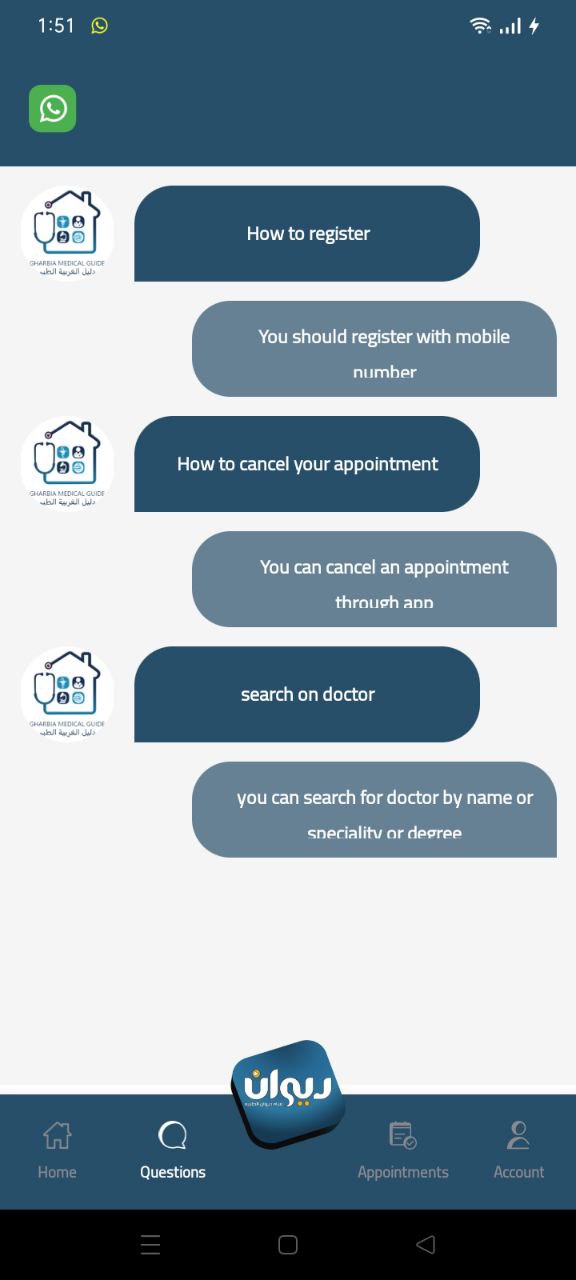 1:51
How to register
GHARBIA MEDICAL GUIDE
دليل الغربية الطبى
You should register with mobile
number
How to cancel your appointment
GHARBIA MEDICAL GUIDE
دليل الغربية الطبى
You can cancel an appointment
through app
search on doctor
GHARBIA MEDICAL GUIDE
دليل الغربية الطبى
you can search for doctor by name or
speciality or degree
ديوان
Home
Questions
Appointments
Account